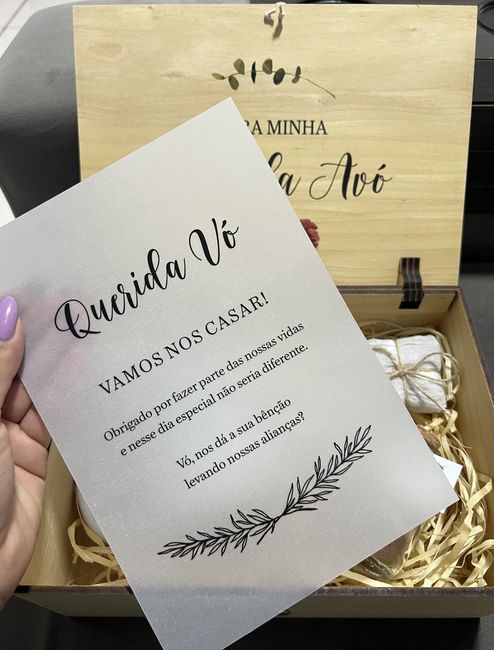 MINHA
Avó
Querida Vó
VAMOS NOS CASAR!
Obrigado por fazer parte das nossas vidas
e nesse dia especial não seria diferente.
Vó, nos dá a sua bênção
levando nossas alianças?